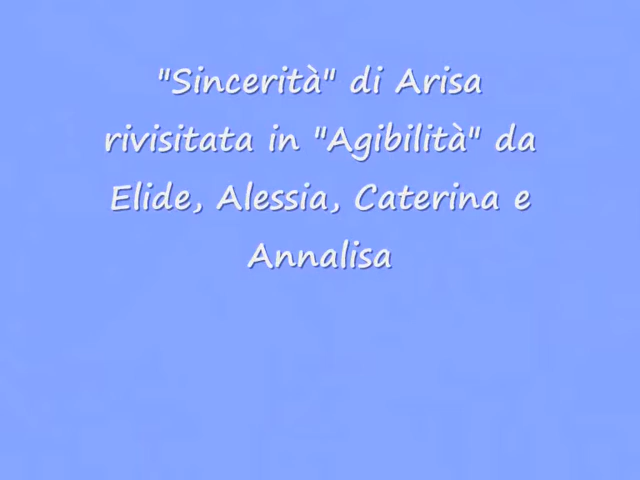 "Sincerità" di Arisa
rivisitata in "Agibilità" da
Elide, Alessia, Caterina e
Annalisa